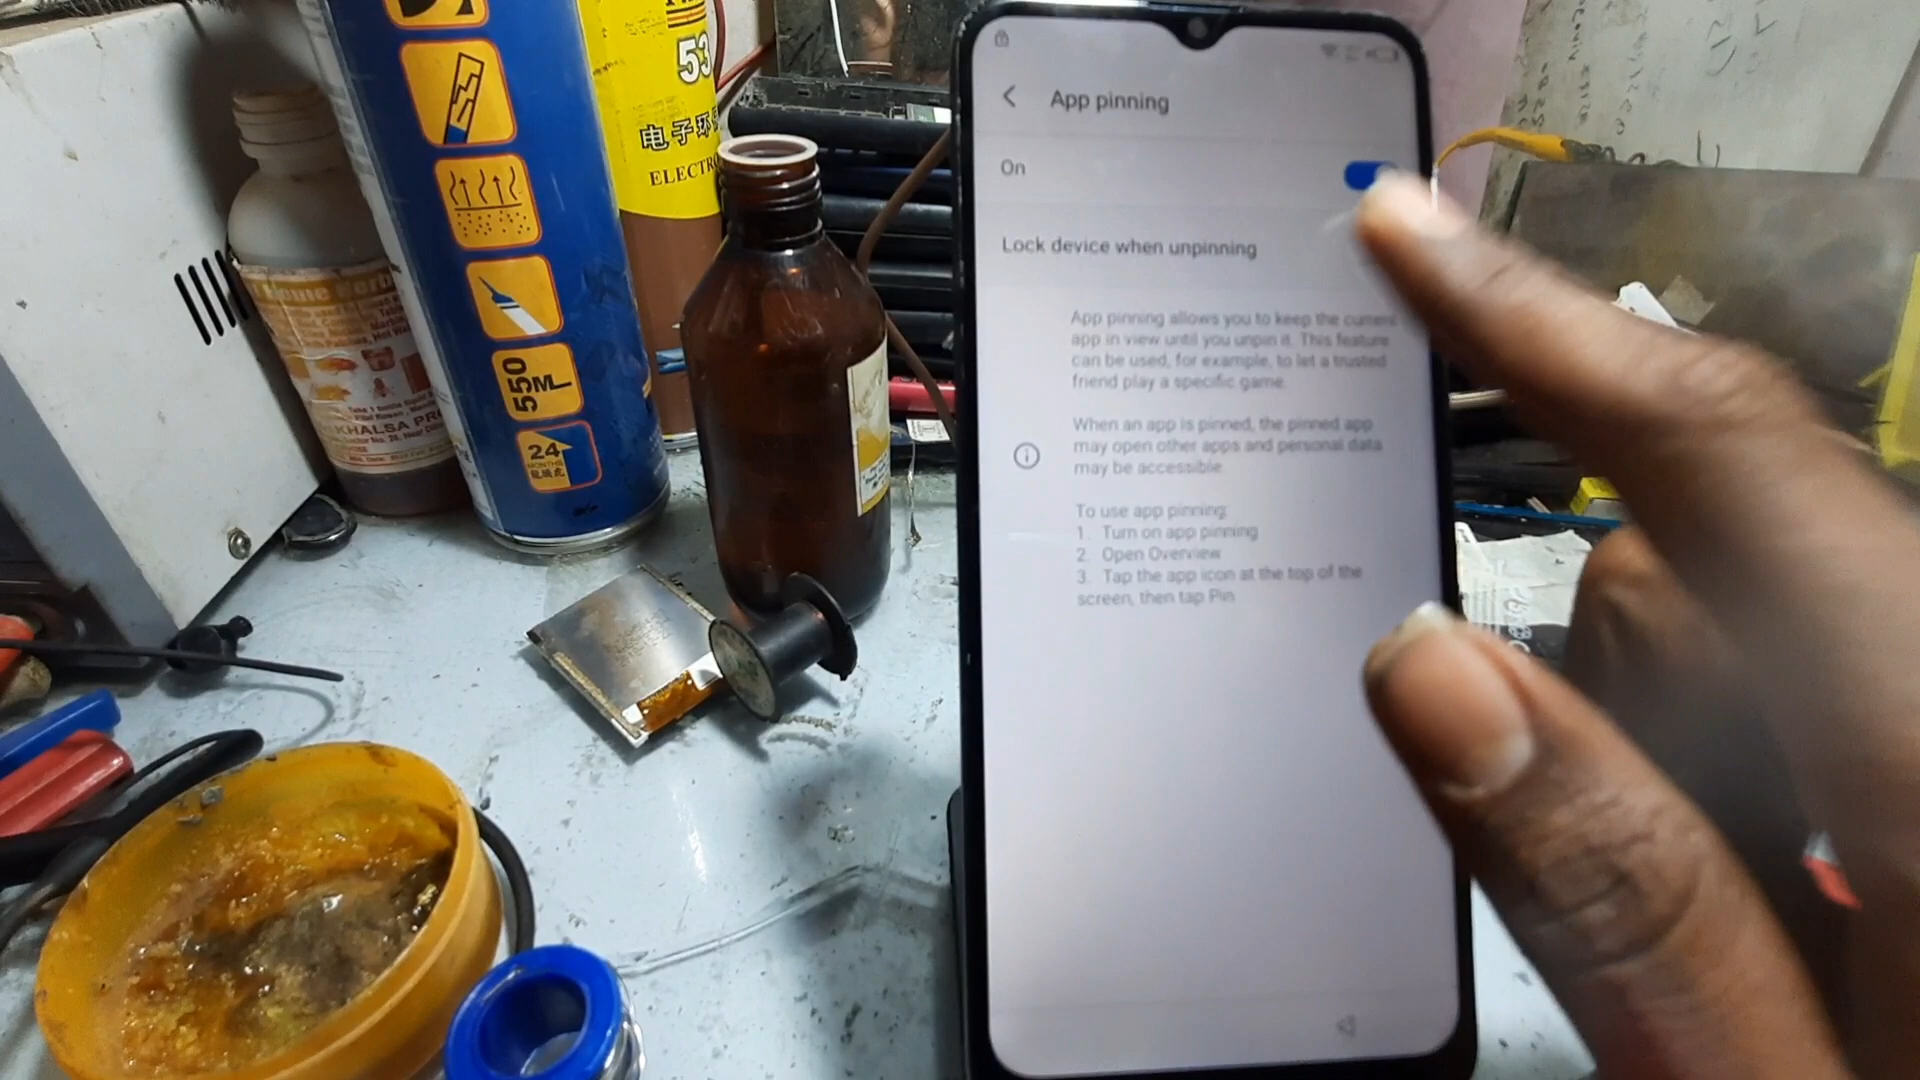 App pinning
On
Lock device when unpinning
App pinning allows you to keep the current
app in view until you unpin it. This feature
can be used, for example, to let a trusted
friend play a specific game.
When an app is pinned, the pinned app
may open other apps and personal data
may be accessible
To use app pinning:
1. Turn on app pinning
2. Open Overview
3. Tap the app icon at the top of the
screen, then tap Pin
53
电子环
ELECTR
550
ML
24
MONTHS
KHALSA PR